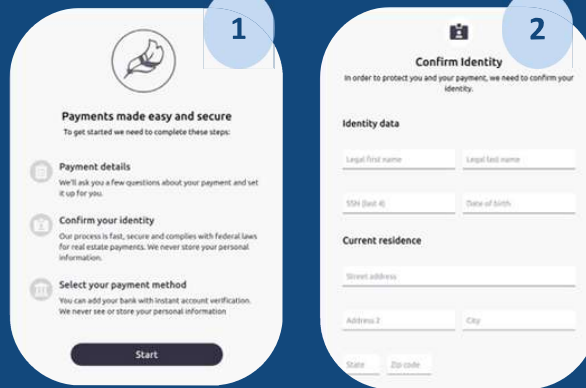 1
Payments made easy and secure
To get started we need to complete these steps:
Payment details
We'll ask you a few questions about your payment and set
it up for you.
Confirm your identity
Our process is fast, secure and complies with federal laws
for real estate payments. We never store your personal
information.
Select your payment method
You can add your bank with instant account verification.
We never see or store your personal information
Start
2
Confirm Identity
In order to protect you and your payment, we need to confirm your
identity.
Identity data
Legal first name
Legal last name
SSN (last 4)
Date of birth
Current residence
Street address
Address 2
City
State
Zip code